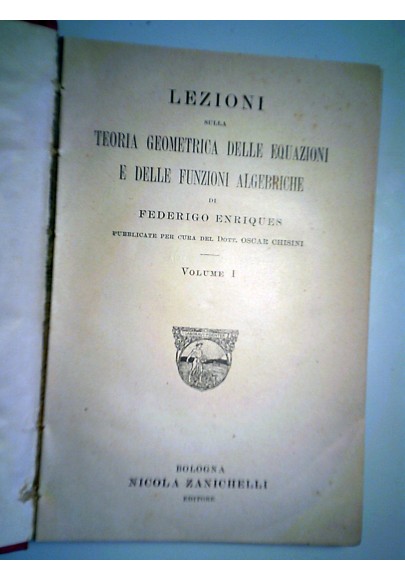 LEZIONI
SULLA
TEORIA GEOMETRICA DELLE EQUAZIONI
E DELLE FUNZIONI ALGEBRICHE
DI
FEDERIGO ENRIQUES
PUBBLICATE PER CURA DEL DOTT. OSCAR CHISINI
VOLUME I
BOLOGNA
NICOLA ZANICHELLI
EDITORE